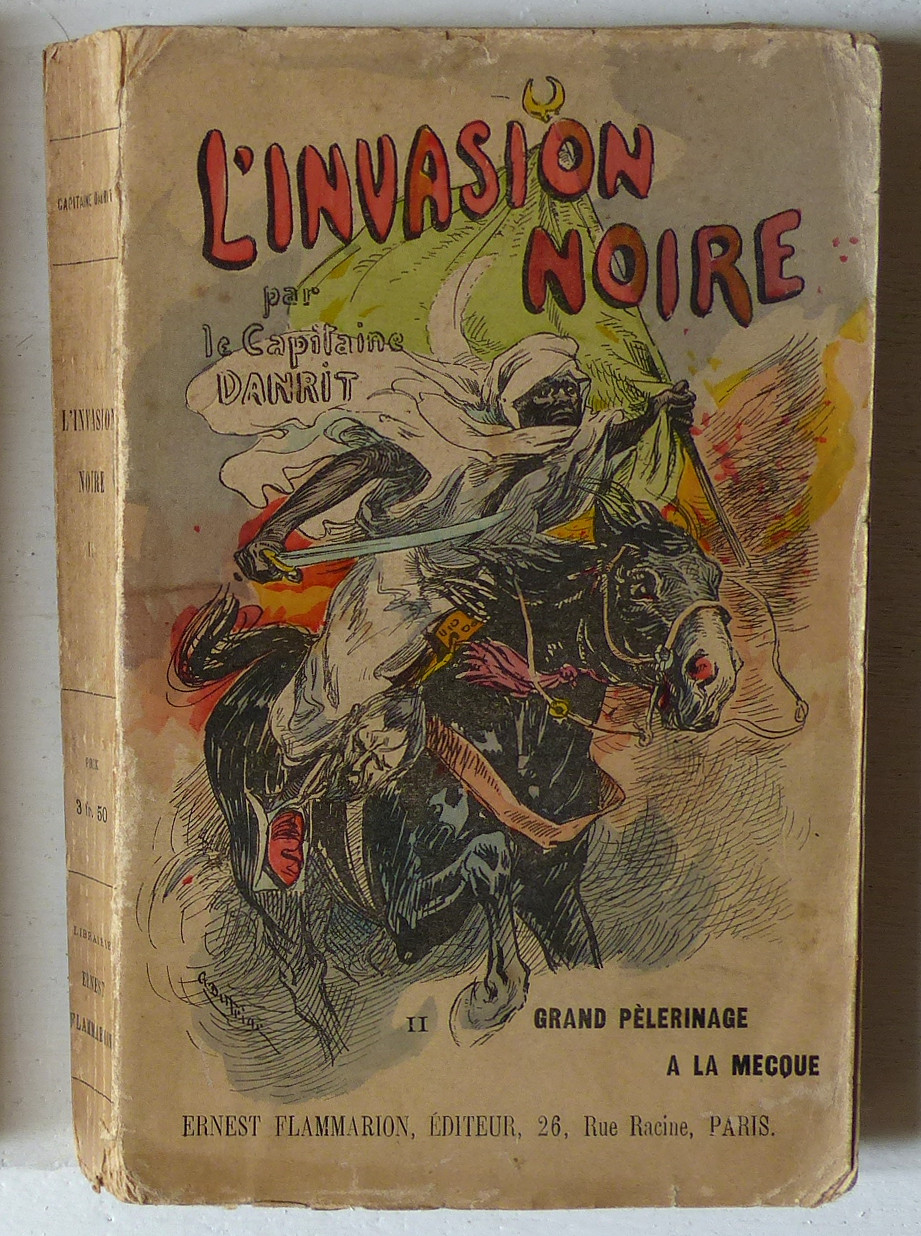 L'INVASION
NOIRE
par
le Capitaine
DANRIT
II
GRAND PÈLERINAGE
A LA MECQUE
ERNEST FLAMMARION, ÉDITEUR, 26, Rue Racine, PARIS.
CAPITAINE DANRIT
L'INVASION
NOIRE
PRIX
3 fr. 50
LIBRAIRIE
ERNEST
FLAMMARION